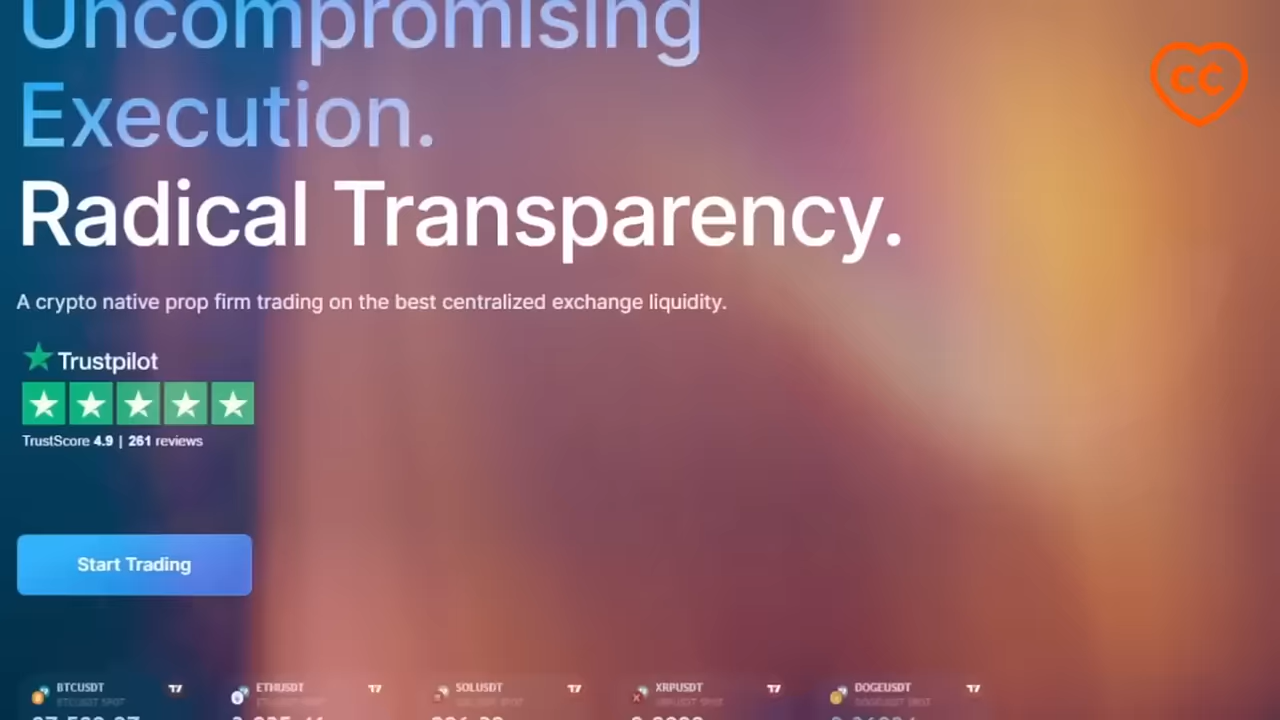 Uncompromising
Execution.
Radical Transparency.
CC
A crypto native prop firm trading on the best centralized exchange liquidity.
Trustpilot
TrustScore 4.9 | 261 reviews
Start Trading
BTCUSDT
ETHUSDT
SOLUSDT
XRPUSDT
DOGEUSDT